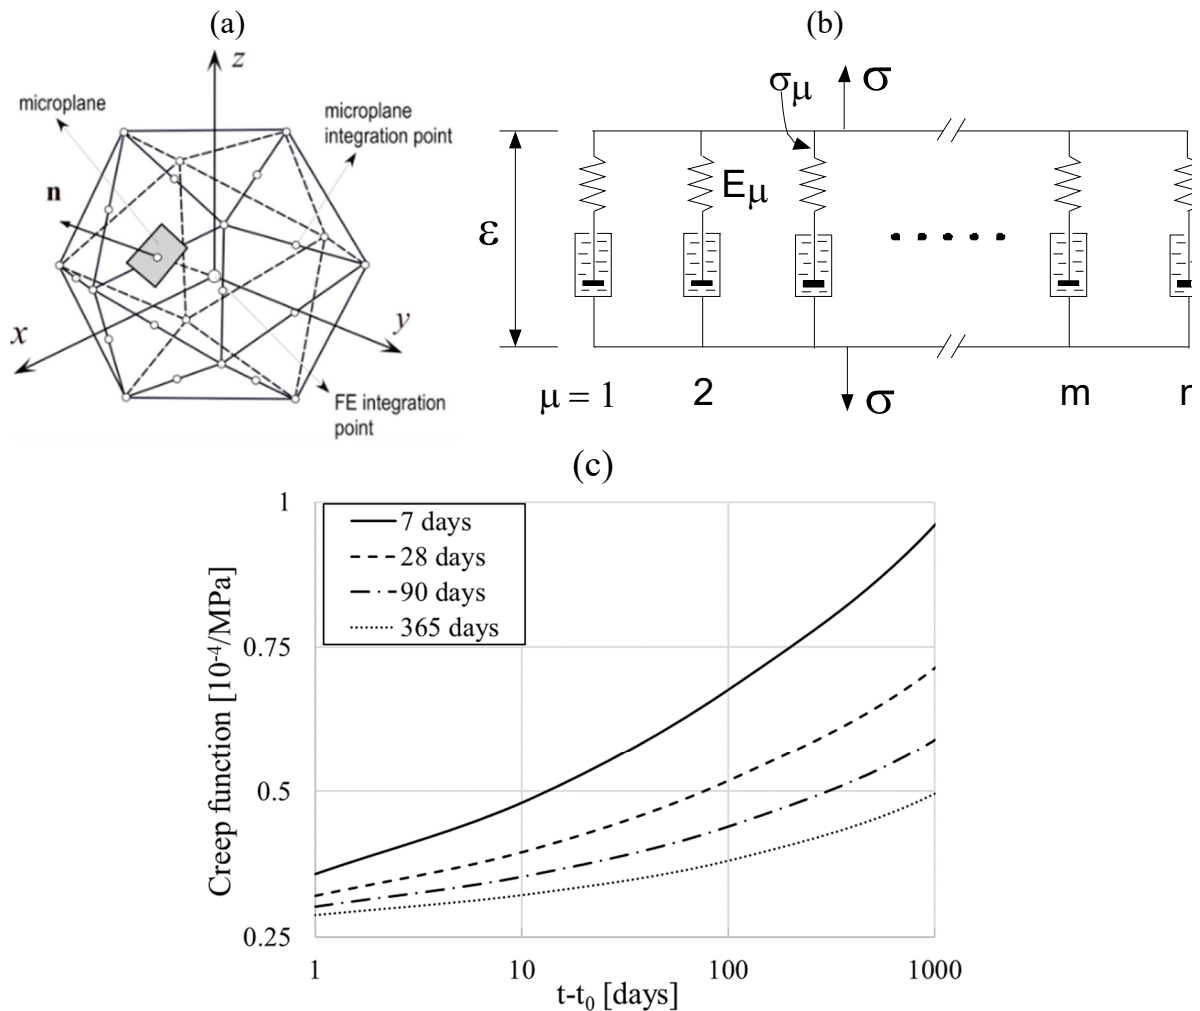 (a)
z
microplane
microplane
integration point)
n
x
y
FE integration
point
(b)
σμ
σ
Eμ
ε
σ
μ = 1
2
m
(c)
Creep function [10-4/MPa]
1
0.75
0.5
0.25
7 days
28 days
90 days
365 days
1
10
100
1000
t-t0 [days]